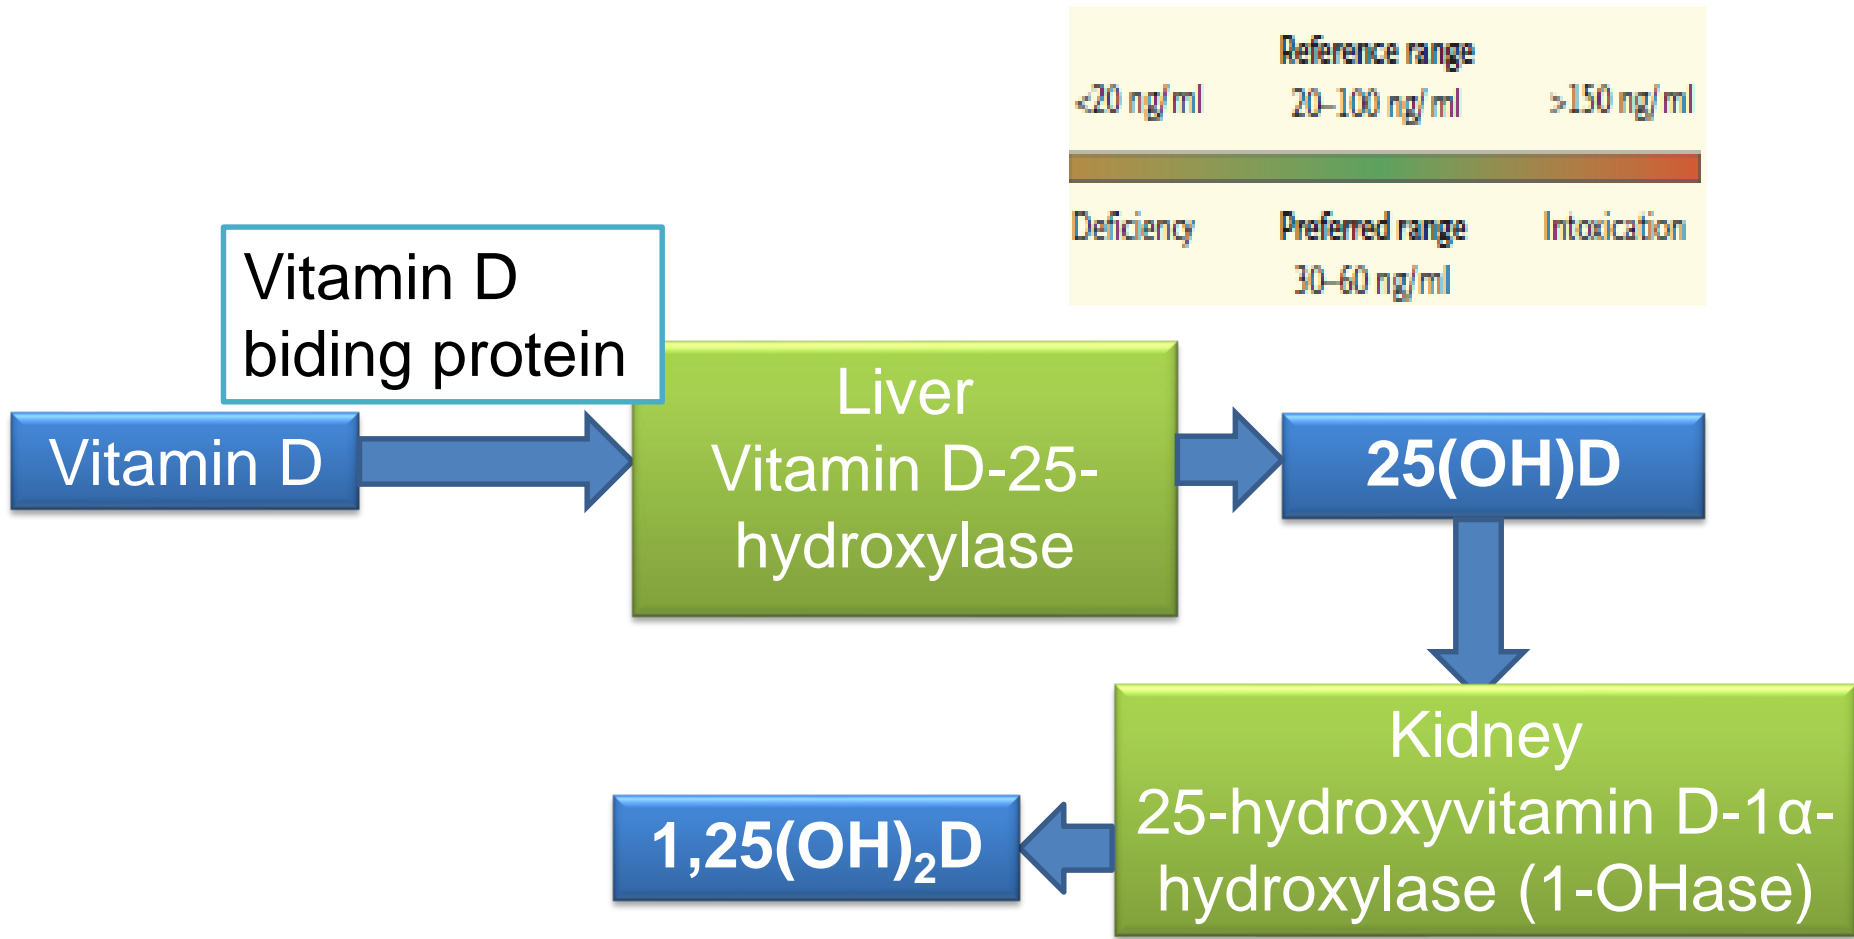 Reference range
<20 ng/ml 20–100 ng/ml >150 ng/ml
Deficiency Preferred range Intoxication
30–60 ng/ml
Vitamin D
biding protein
Vitamin D
Liver
Vitamin D-25-
hydroxylase
25(OH)D
Kidney
25-hydroxyvitamin D-1α-
hydroxylase (1-OHase)
1,25(OH)₂D